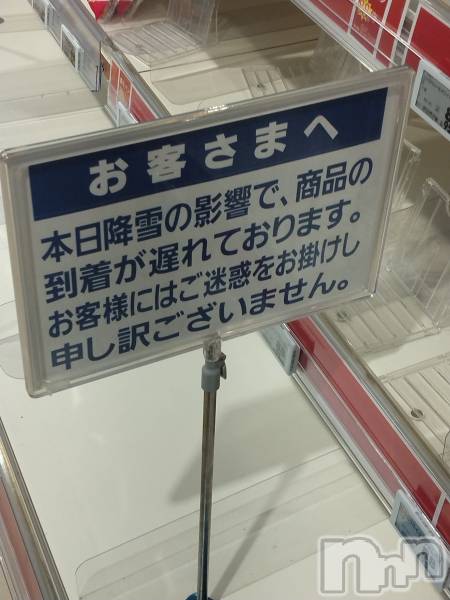 お客さまへ
本日降雪の影響で、商品の
到着が遅れております。
お客様にはご迷惑をお掛けし
申し訳ございません。
nnn